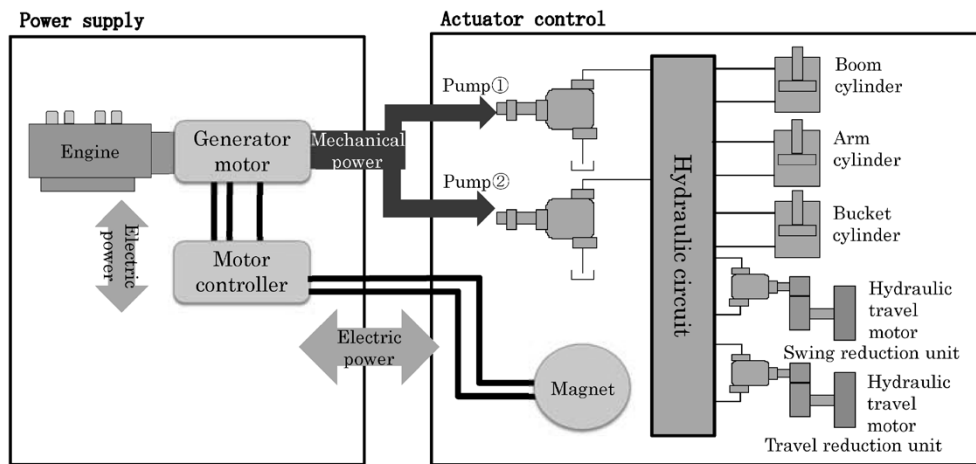 Power supply
Actuator control
Engine
Generator
motor
Mechanical
power
Electric
power
Motor
controller
Electric
power
Pump①
Pump②
Magnet
Hydraulic circuit
Boom
cylinder
Arm
cylinder
Bucket
cylinder
Hydraulic
travel
motor
Swing reduction unit
Hydraulic
travel
motor
Travel reduction unit